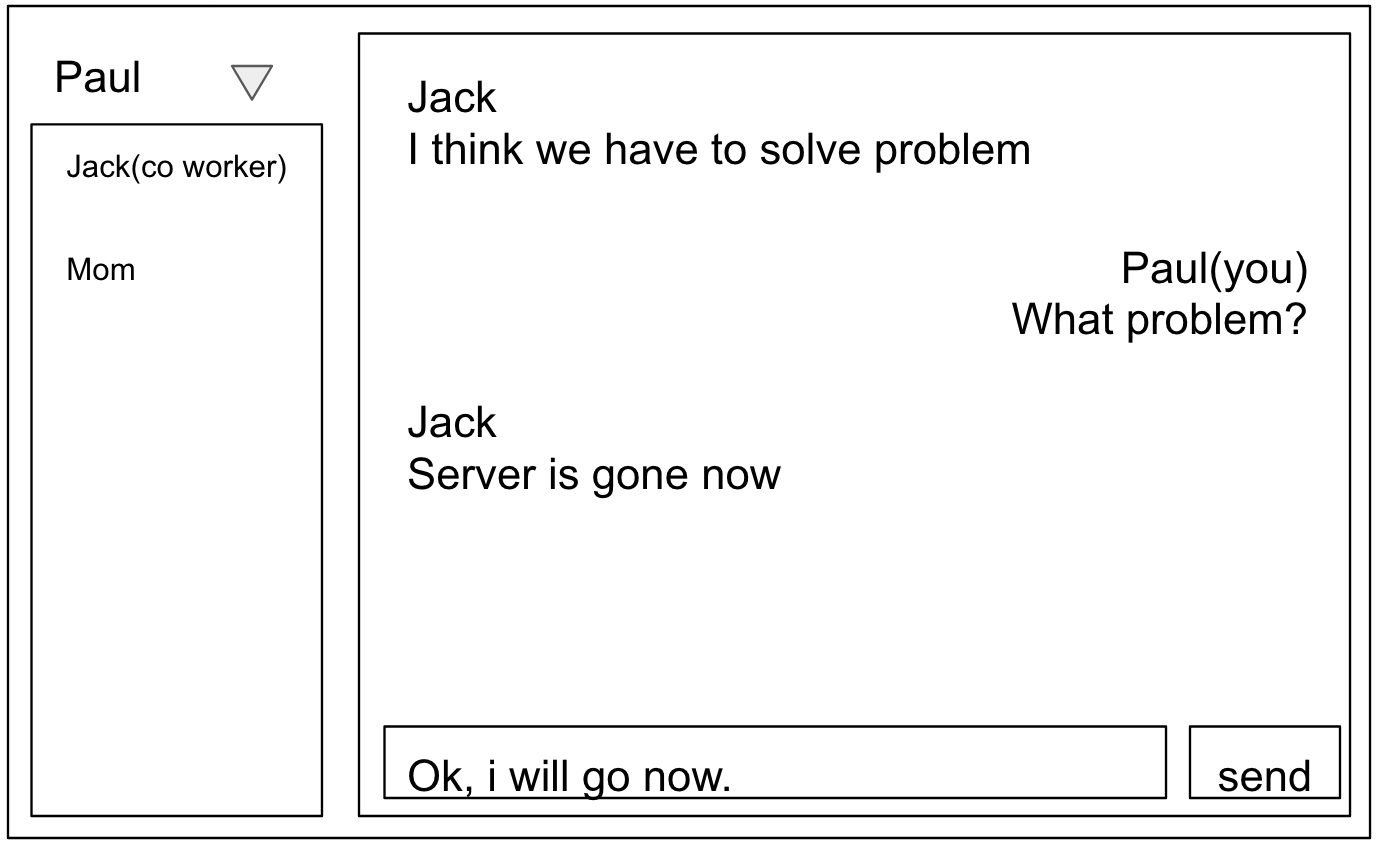 Paul
Jack(co worker)
Mom
Jack
I think we have to solve problem
Paul(you)
What problem?
Jack
Server is gone now
Ok, i will go now.
send